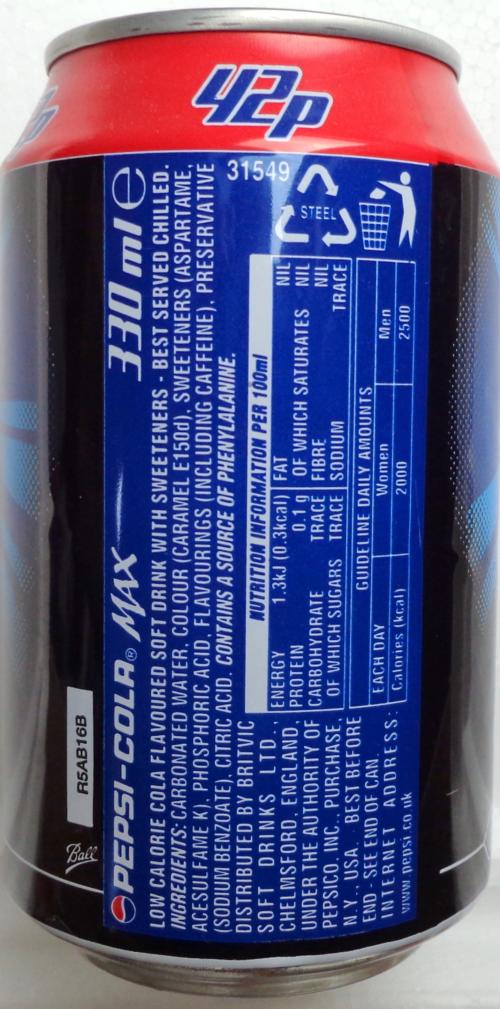 42p
31549
STEEL
PEPSI-COLA® MAX 330 ml e
LOW CALORIE COLA FLAVOURED SOFT DRINK WITH SWEETENERS - BEST SERVED CHILLED.
INGREDIENTS: CARBONATED WATER, COLOUR (CARAMEL E150d), SWEETENERS (ASPARTAME,
ACESULFAME K), PHOSPHORIC ACID, FLAVOURINGS (INCLUDING CAFFEINE), PRESERVATIVE
(SODIUM BENZOATE), CITRIC ACID. CONTAINS A SOURCE OF PHENYLALANINE.
DISTRIBUTED BY BRITVIC
SOFT DRINKS LTD.,
CHELMSFORD, ENGLAND,
UNDER THE AUTHORITY OF
PEPSICO, INC., PURCHASE,
N.Y., USA. BEST BEFORE
END - SEE END OF CAN.
INTERNET ADDRESS:
www.pepsi.co.uk
NUTRITION INFORMATION PER 100ml
ENERGY 1.3kJ (0.3kcal) FAT NIL
PROTEIN 0.1 g OF WHICH SATURATES NIL
CARBOHYDRATE TRACE FIBRE NIL
OF WHICH SUGARS TRACE SODIUM TRACE
GUIDELINE DAILY AMOUNTS
EACH DAY Women Men
Calories (kcal) 2000 2500
R5AB16B
Ball